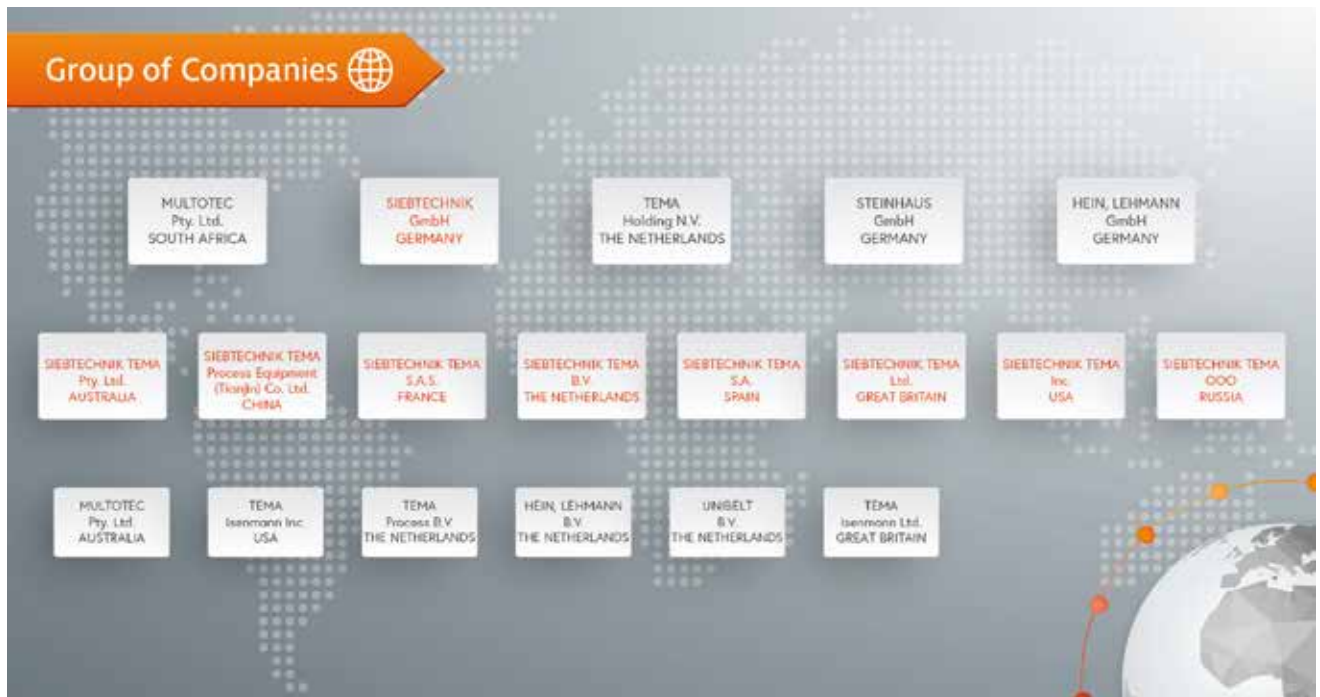 Group of Companies
MULTOTEC
Pty. Ltd.
SOUTH AFRICA
SIEBTECHNIK
GmbH
GERMANY
TEMA
Holding N.V.
THE NETHERLANDS
STEINHAUS
GmbH
GERMANY
HEIN, LEHMANN
GmbH
GERMANY
SIEBTECHNIK TEMA
Pty. Ltd.
AUSTRALIA
SIEBTECHNIK TEMA
Process Equipment
(Tianjin) Co. Ltd.
CHINA
SIEBTECHNIK TEMA
S.A.S.
FRANCE
SIEBTECHNIK TEMA
B.V.
THE NETHERLANDS
SIEBTECHNIK TEMA
S.A.
SPAIN
SIEBTECHNIK TEMA
Ltd.
GREAT BRITAIN
SIEBTECHNIK TEMA
Inc.
USA
SIEBTECHNIK TEMA
OOO
RUSSIA
MULTOTEC
Pty. Ltd.
AUSTRALIA
TEMA
Isenmann Inc.
USA
TEMA
Process B.V.
THE NETHERLANDS
HEIN, LEHMANN
B.V.
THE NETHERLANDS
UNIBELT
B.V.
THE NETHERLANDS
TEMA
Isenmann Ltd.
GREAT BRITAIN